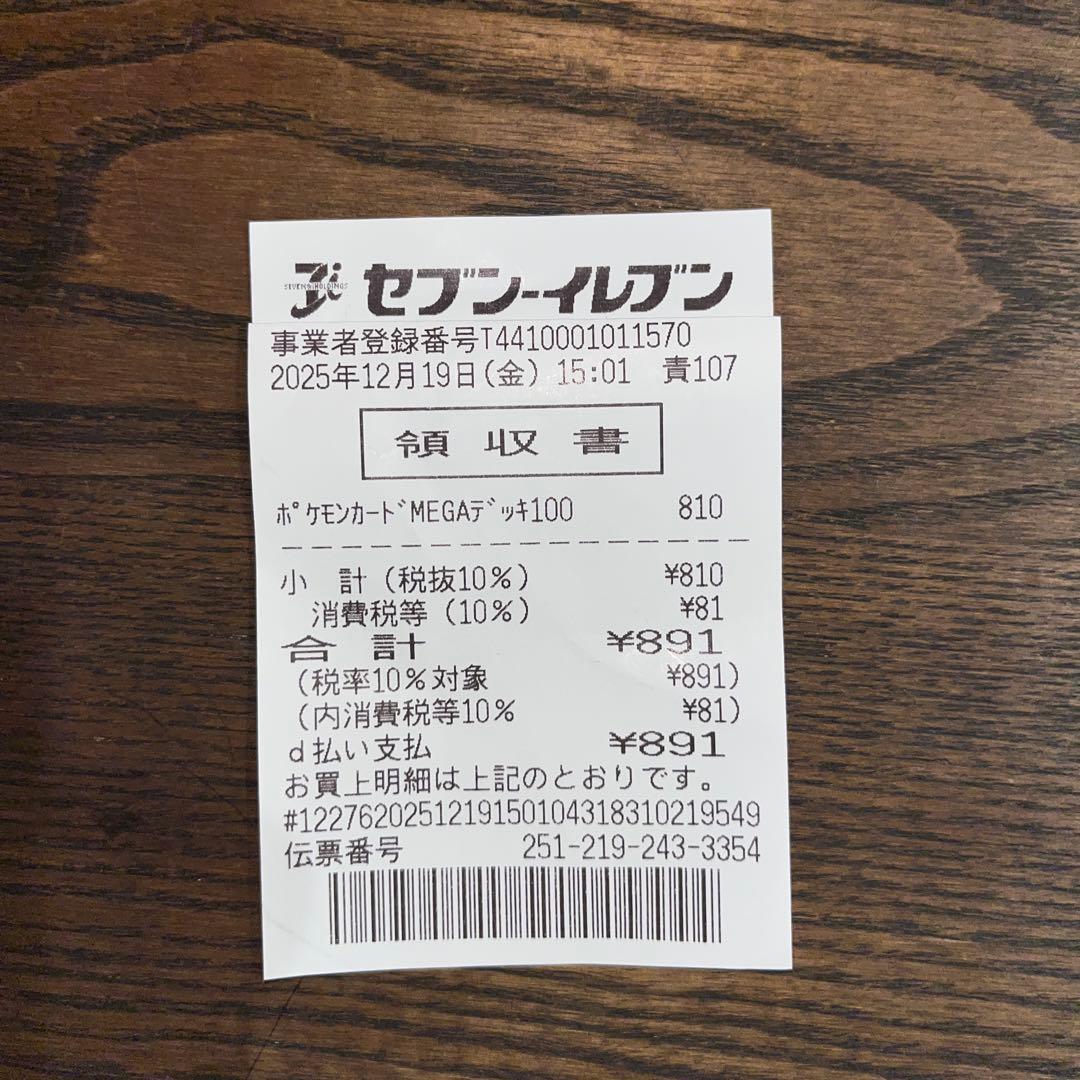 SEVEN&i HOLDINGS
セブン-イレブン
事業者登録番号T4410001011570
2025年12月19日(金) 15:01 責107
領収書
ポケモンカードMEGAデッキ100 810
小 計(税抜10%) ¥810
消費税等(10%) ¥81
合 計 ¥891
(税率10%対象 ¥891)
(内消費税等10% ¥81)
d払い支払 ¥891
お買上明細は上記のとおりです。
#122762025121915010431831021​9549
伝票番号 251-219-243-3354